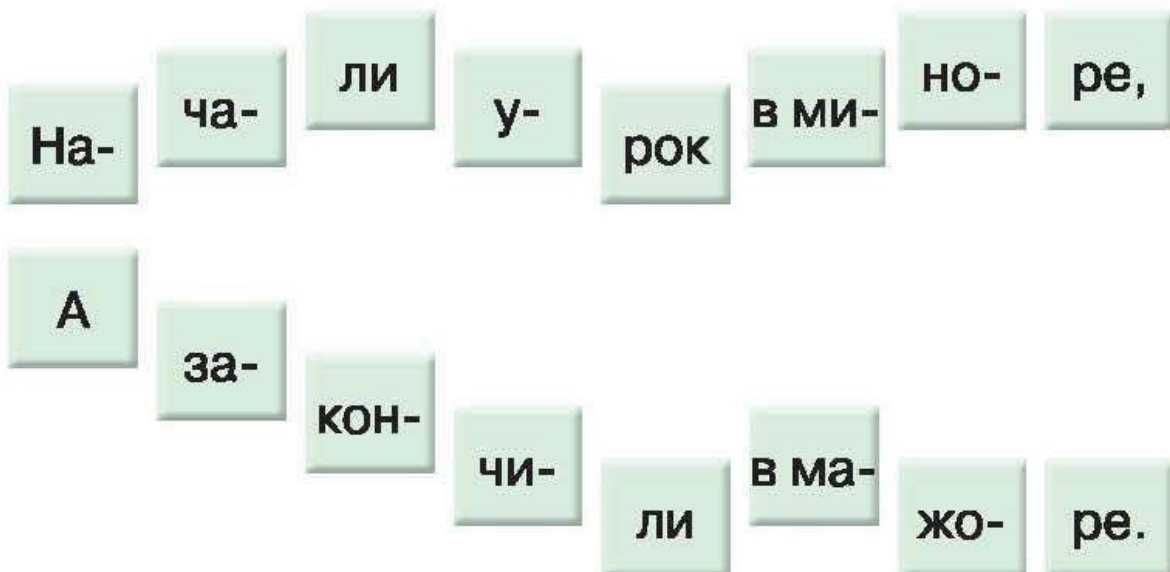 На- ча- ли у- рок в ми- но- ре,
А за- кон- чи- ли в ма- жо- ре.